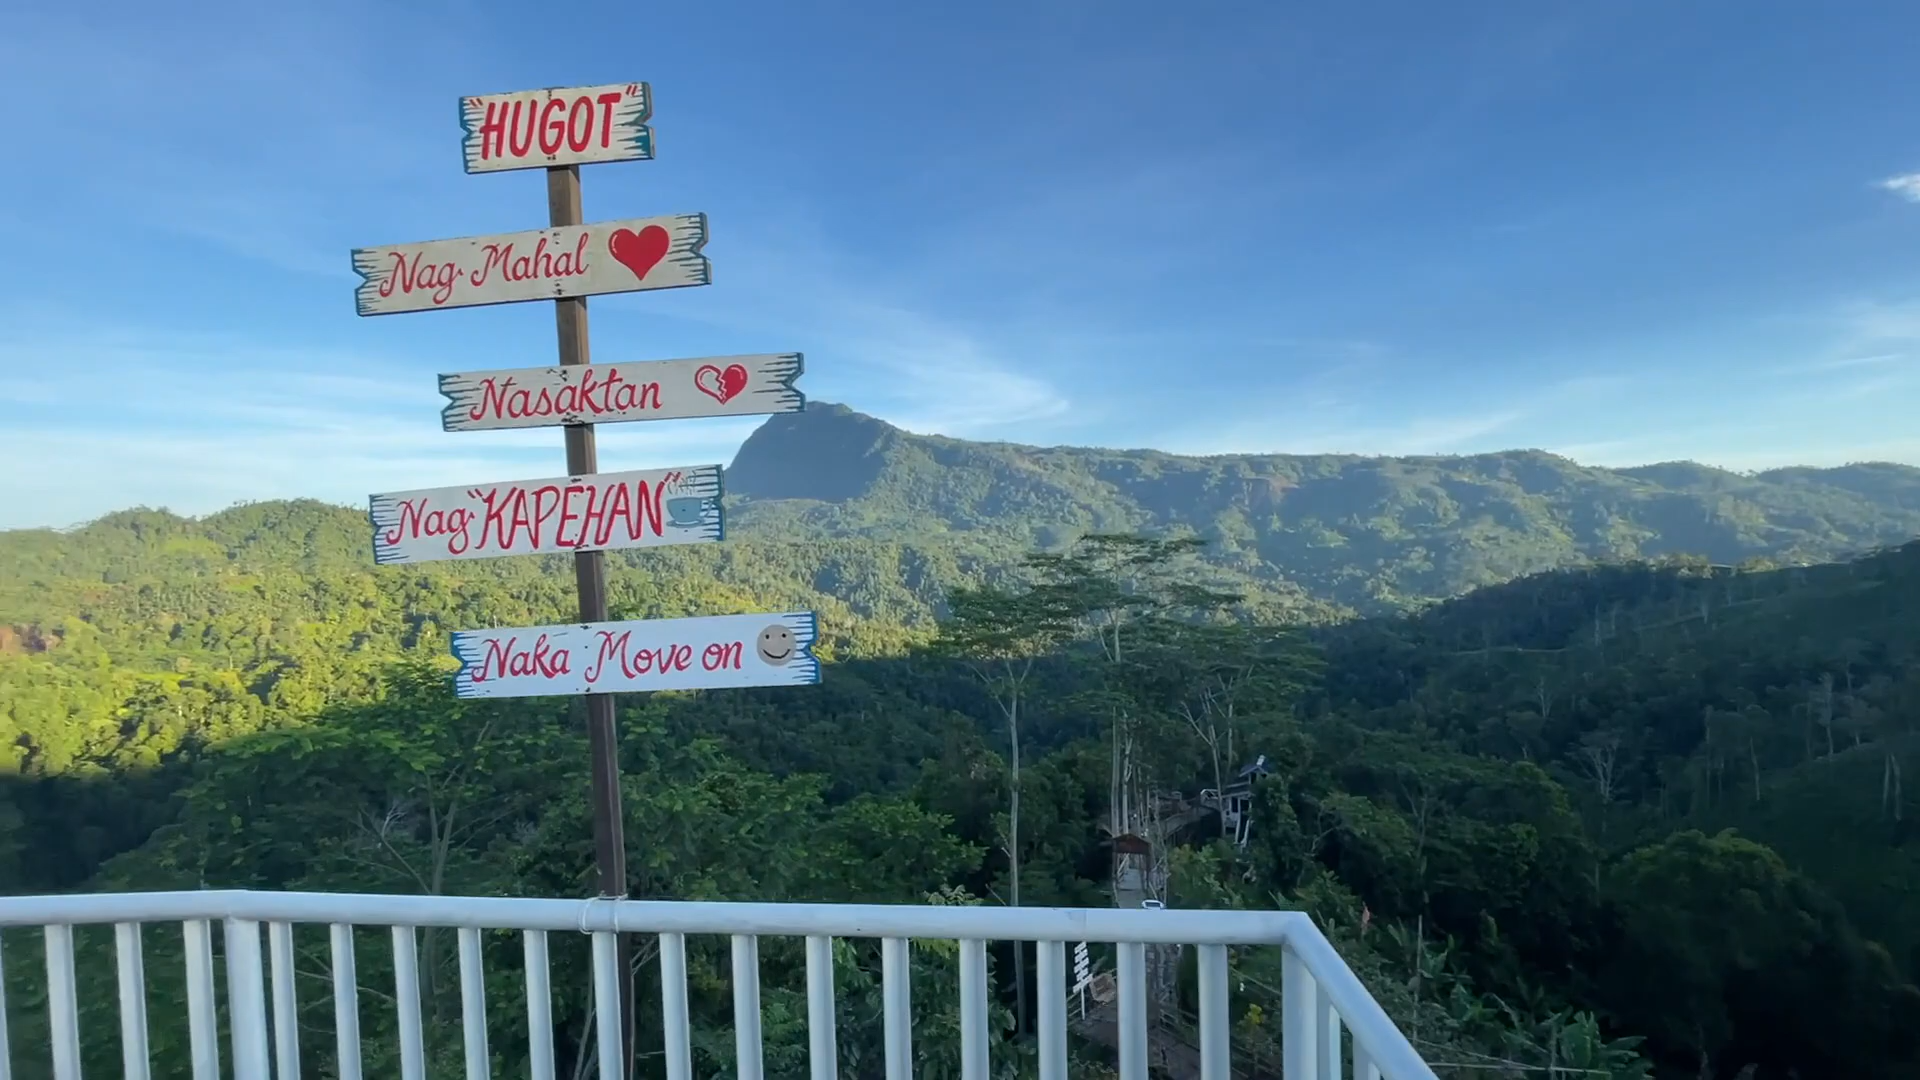 "HUGOT"
Nag Mahal
Nasaktan
Nag "KAPEHAN"
Naka Move on